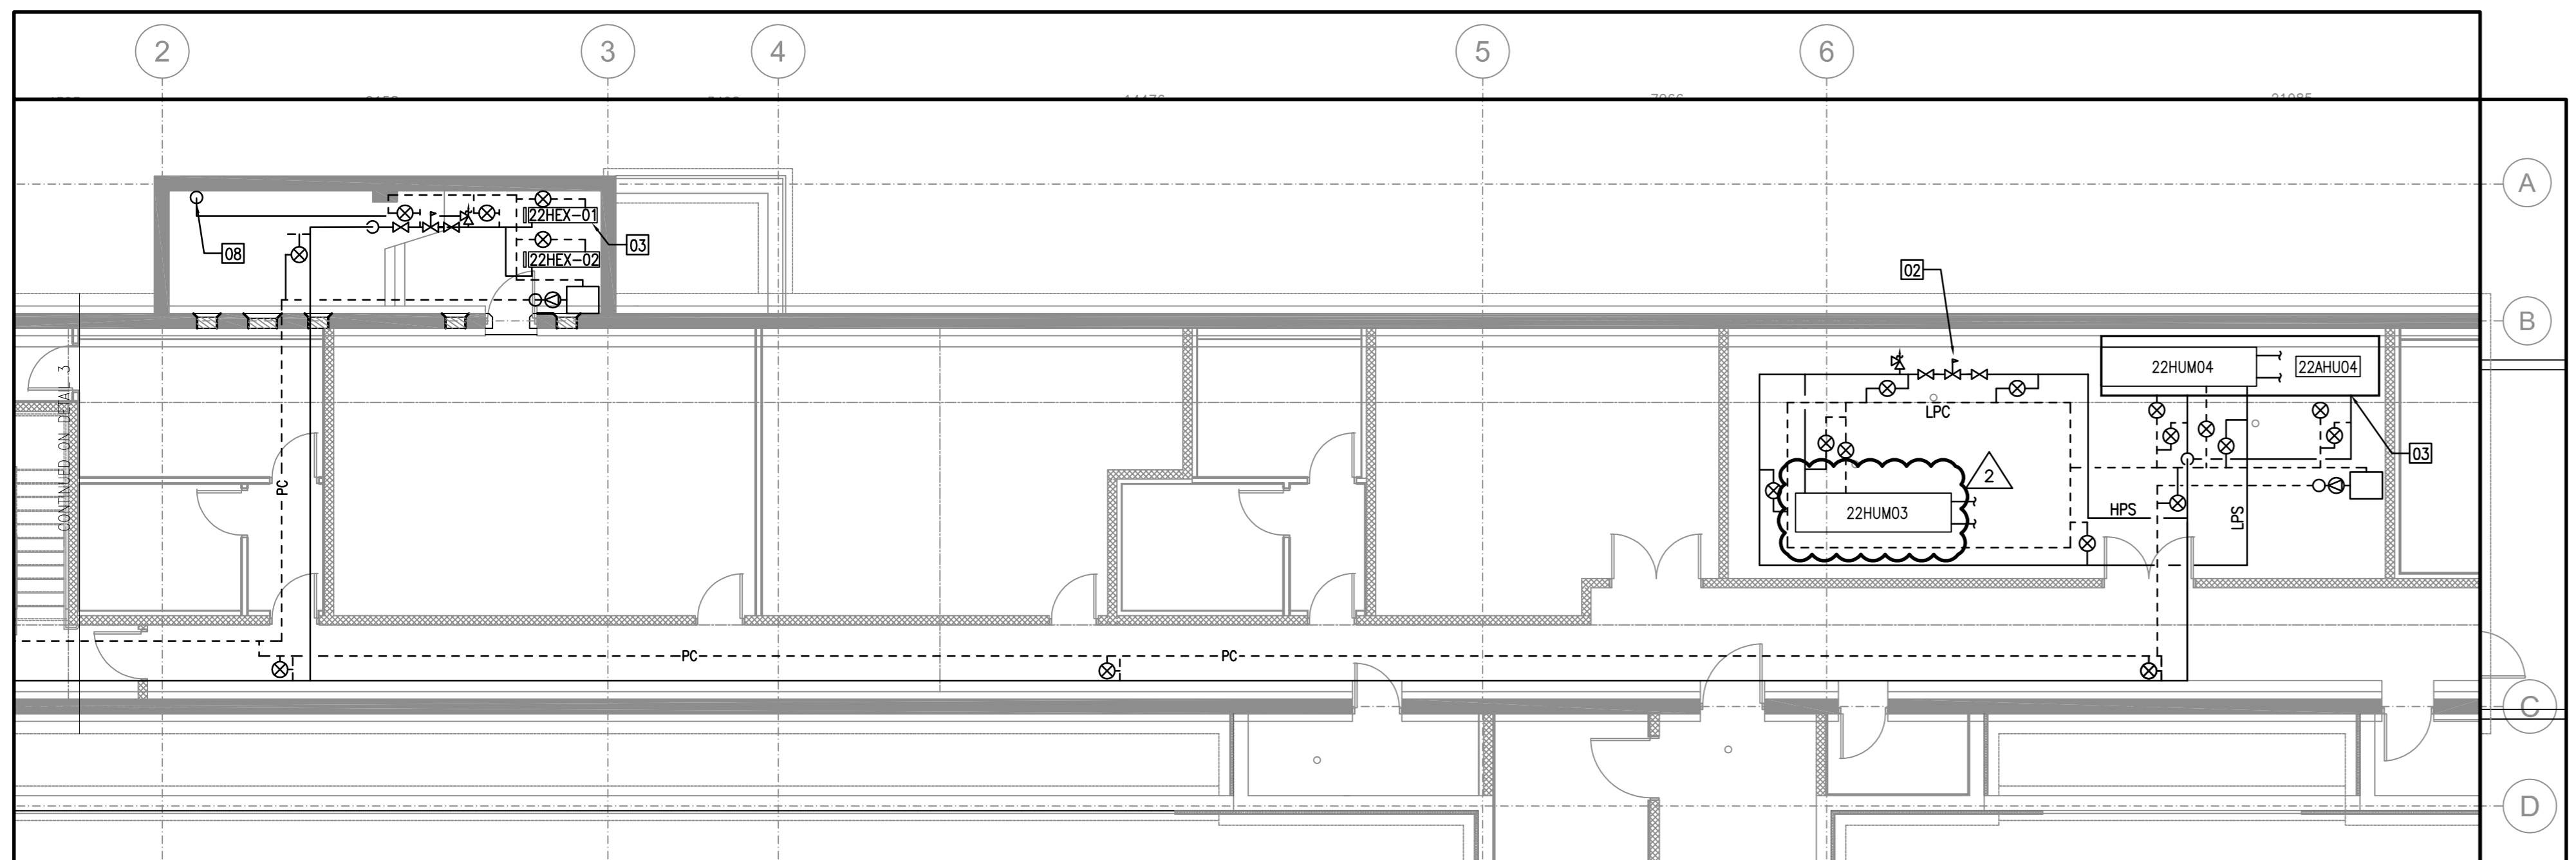 2
3
4
5
6
A
22HEX-01
03
08
22HEX-02
02
B
22HUM04
22AHU04
CONTINUED ON DETAIL 3
LPC
03
2
PC
22HUM03
HPS
LPS
PC
PC
C
D